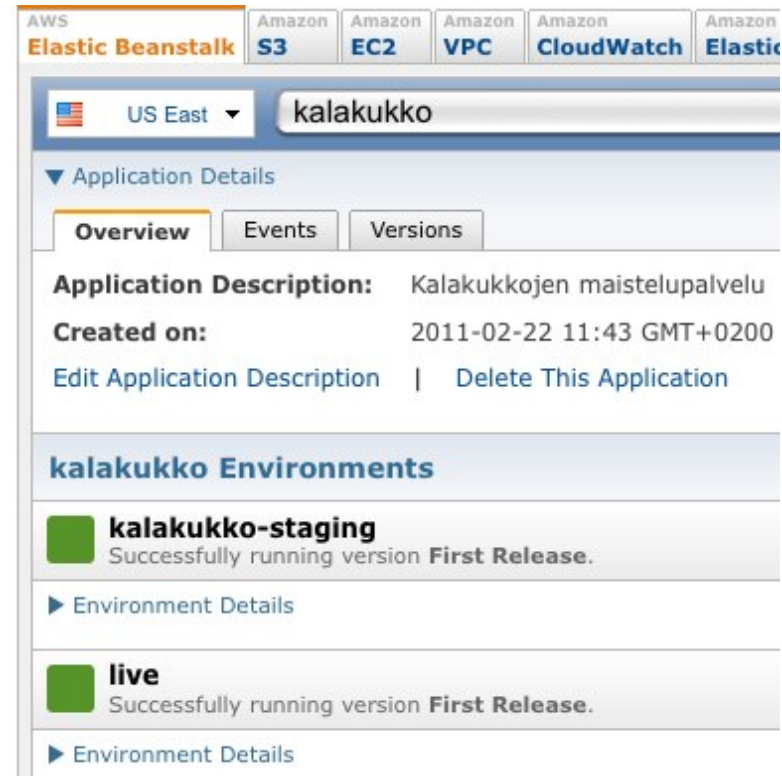 AWS Amazon Amazon Amazon Amazon Amazon
Elastic Beanstalk S3 EC2 VPC CloudWatch Elastic
US East kalakukko
Application Details
Overview Events Versions
Application Description: Kalakukkojen maistelupalvelu
Created on: 2011-02-22 11:43 GMT+0200
Edit Application Description | Delete This Application
kalakukko Environments
kalakukko-staging
Successfully running version First Release.
Environment Details
live
Successfully running version First Release.
Environment Details